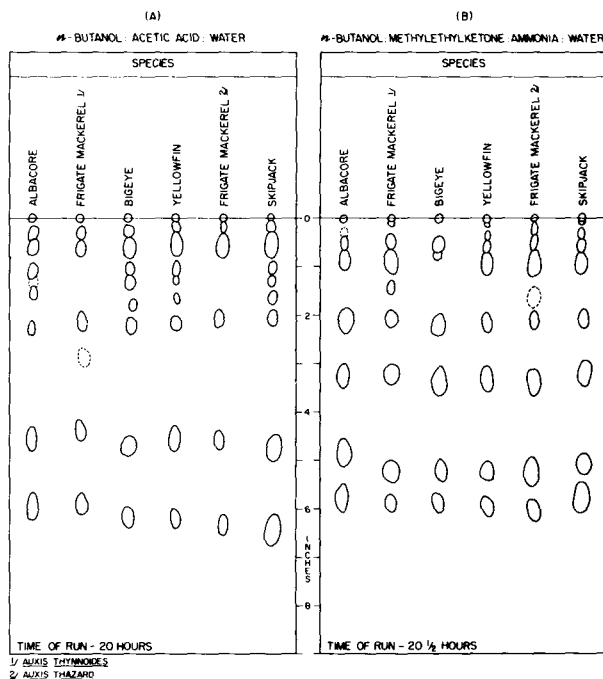 (A)
n-BUTANOL: ACETIC ACID: WATER
SPECIES
ALBACORE
FRIGATE MACKEREL 1/
BIGEYE
YELLOWFIN
FRIGATE MACKEREL 2/
SKIPJACK
TIME OF RUN - 20 HOURS
(B)
n-BUTANOL: METHYLETHYLKETONE: AMMONIA: WATER
SPECIES
ALBACORE
FRIGATE MACKEREL 1/
BIGEYE
YELLOWFIN
FRIGATE MACKEREL 2/
SKIPJACK
TIME OF RUN - 20 1/2 HOURS
0
2
4
6
INCHES
8
1/ AUXIS THYNNOIDES
2/ AUXIS THAZARD